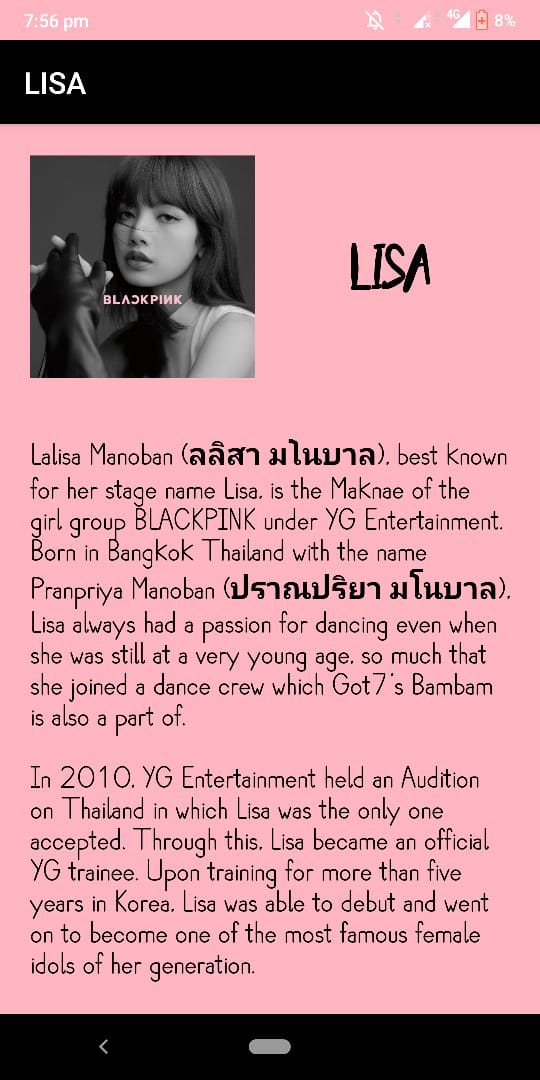 7:56 pm
4G
8%
LISA
BLACKPINK
LISA
Lalisa Manoban (ลลิสา มโนบาล), best known
for her stage name Lisa, is the Maknae of the
girl group BLACKPINK under YG Entertainment.
Born in Bangkok Thailand with the name
Pranpriya Manoban (ปราณปริยา มโนบาล),
Lisa always had a passion for dancing even when
she was still at a very young age, so much that
she joined a dance crew which Got7's Bambam
is also a part of.
In 2010, YG Entertainment held an Audition
on Thailand in which Lisa was the only one
accepted. Through this, Lisa became an official
YG trainee. Upon training for more than five
years in Korea, Lisa was able to debut and went
on to become one of the most famous female
idols of her generation.